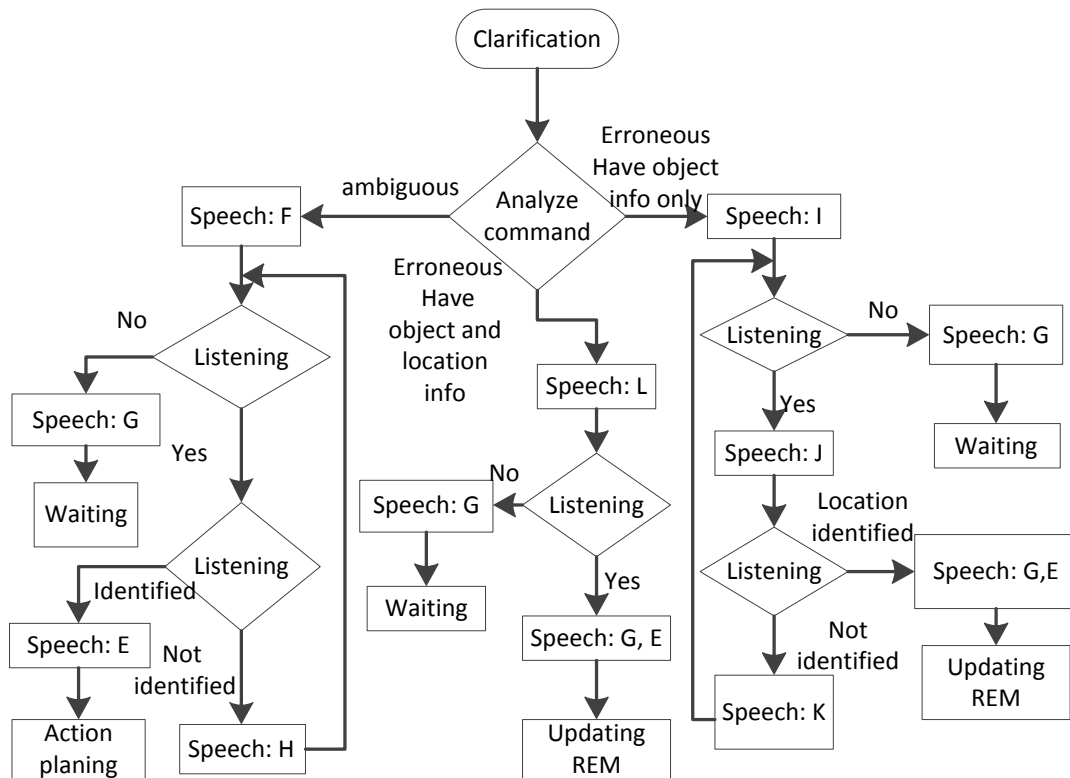 Clarification
Analyze
command
ambiguous
Erroneous
Have object
info only
Erroneous
Have
object and
location
info
Speech: F
Listening
No
Speech: G
Waiting
Yes
Listening
Identified
Speech: E
Action
planing
Not
identified
Speech: H
Speech: L
Listening
No
Speech: G
Waiting
Yes
Speech: G, E
Updating
REM
Speech: I
Listening
No
Speech: G
Waiting
Yes
Speech: J
Listening
Location
identified
Speech: G,E
Updating
REM
Not
identified
Speech: K